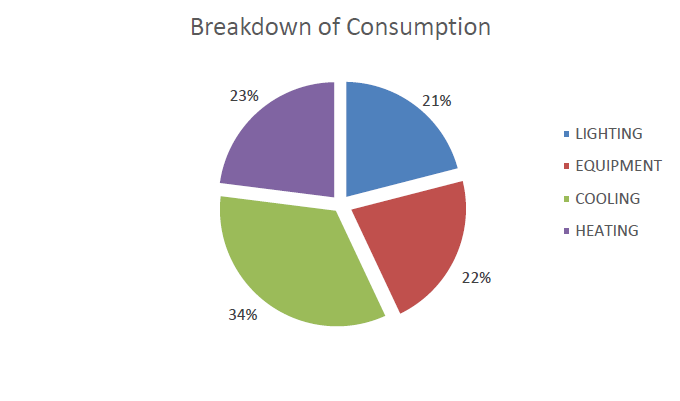 Breakdown of Consumption
23%
21%
22%
34%
LIGHTING
EQUIPMENT
COOLING
HEATING